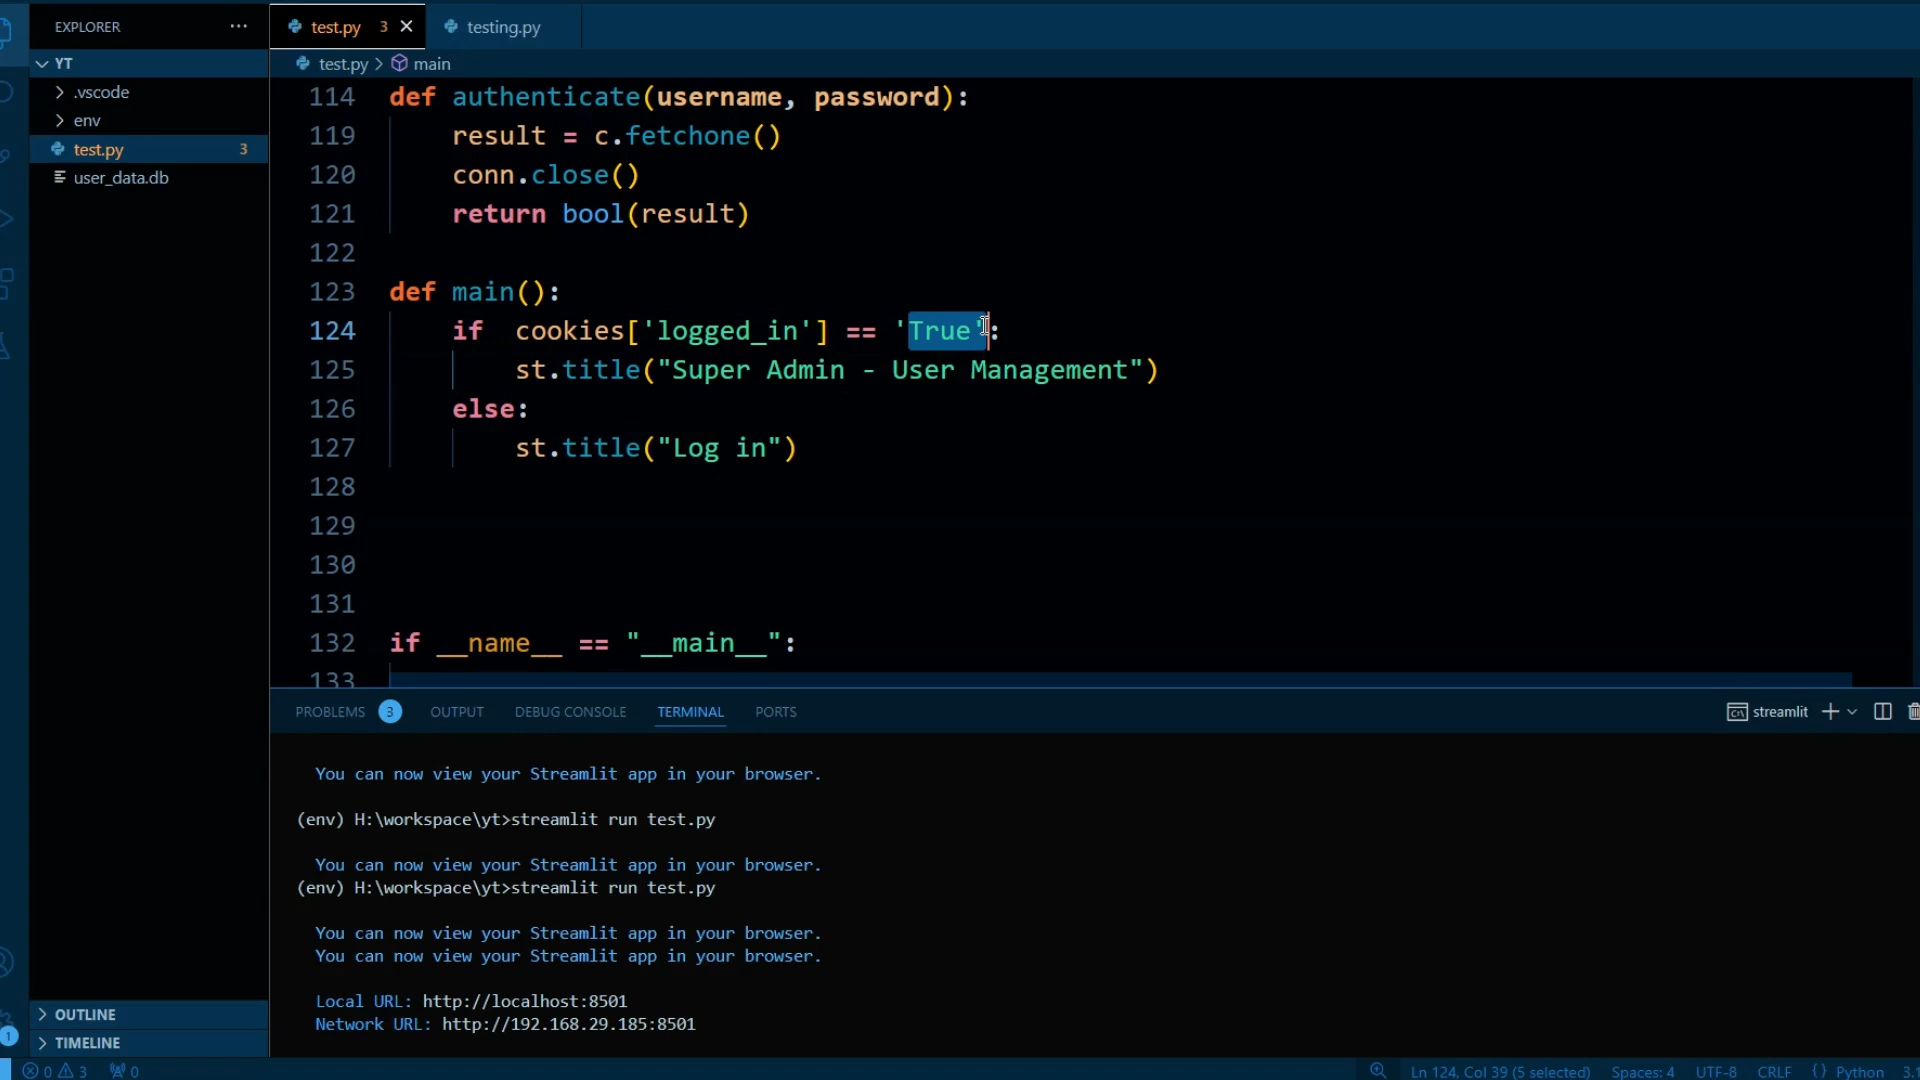 EXPLORER
YT
.vscode
env
test.py 3
user_data.db
OUTLINE
TIMELINE
test.py 3
testing.py
test.py > main
114 def authenticate(username, password):
119 result = c.fetchone()
120 conn.close()
121 return bool(result)
122
123 def main():
124 if  cookies['logged_in'] == 'True':
125 st.title("Super Admin - User Management")
126 else:
127 st.title("Log in")
128
129
130
131
132 if __name__ == "__main__":
133
PROBLEMS 3 OUTPUT DEBUG CONSOLE TERMINAL PORTS
streamlit
You can now view your Streamlit app in your browser.
(env) H:\workspace\yt>streamlit run test.py
You can now view your Streamlit app in your browser.
(env) H:\workspace\yt>streamlit run test.py
You can now view your Streamlit app in your browser.
You can now view your Streamlit app in your browser.
Local URL: http://localhost:8501
Network URL: http://192.168.29.185:8501
1
0 3 0
Ln 124, Col 39 (5 selected) Spaces: 4 UTF-8 CRLF {} Python 3.1